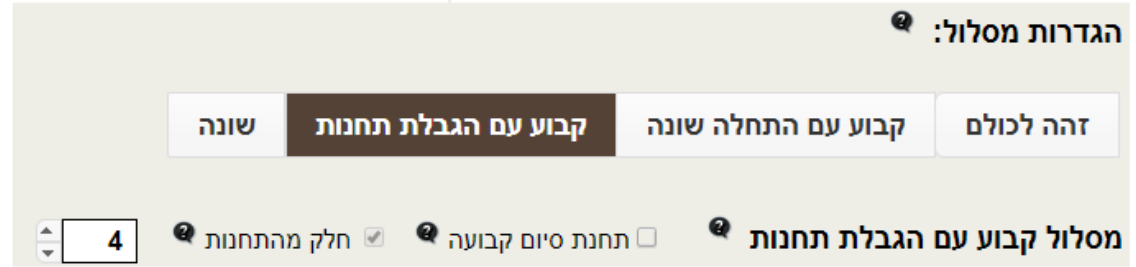 הגדרות מסלול:
זהה לכולם קבוע עם התחלה שונה קבוע עם הגבלת תחנות שונה
מסלול קבוע עם הגבלת תחנות תחנת סיום קבועה חלק מהתחנות 4